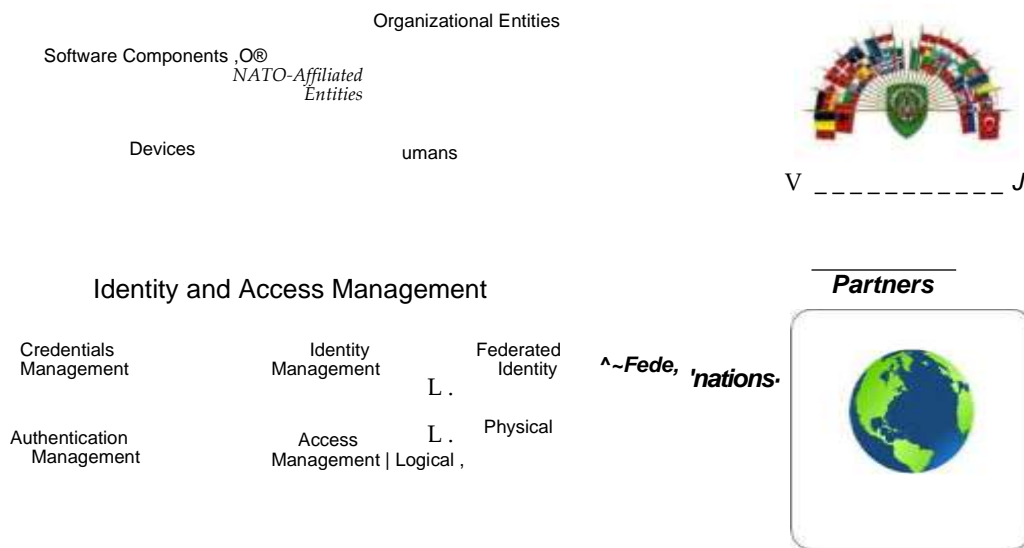 Organizational Entities
Software Components ,O®
NATO-Affiliated
Entities
Devices
umans
V _ _ _ _ _ _ _ _ _ _ _ J
Identity and Access Management
Partners
Credentials
Management
Identity
Management
L .
Federated
Identity
^~Fede, 'nations·
Authentication
Management
Access
Management | Logical ,
L .
Physical